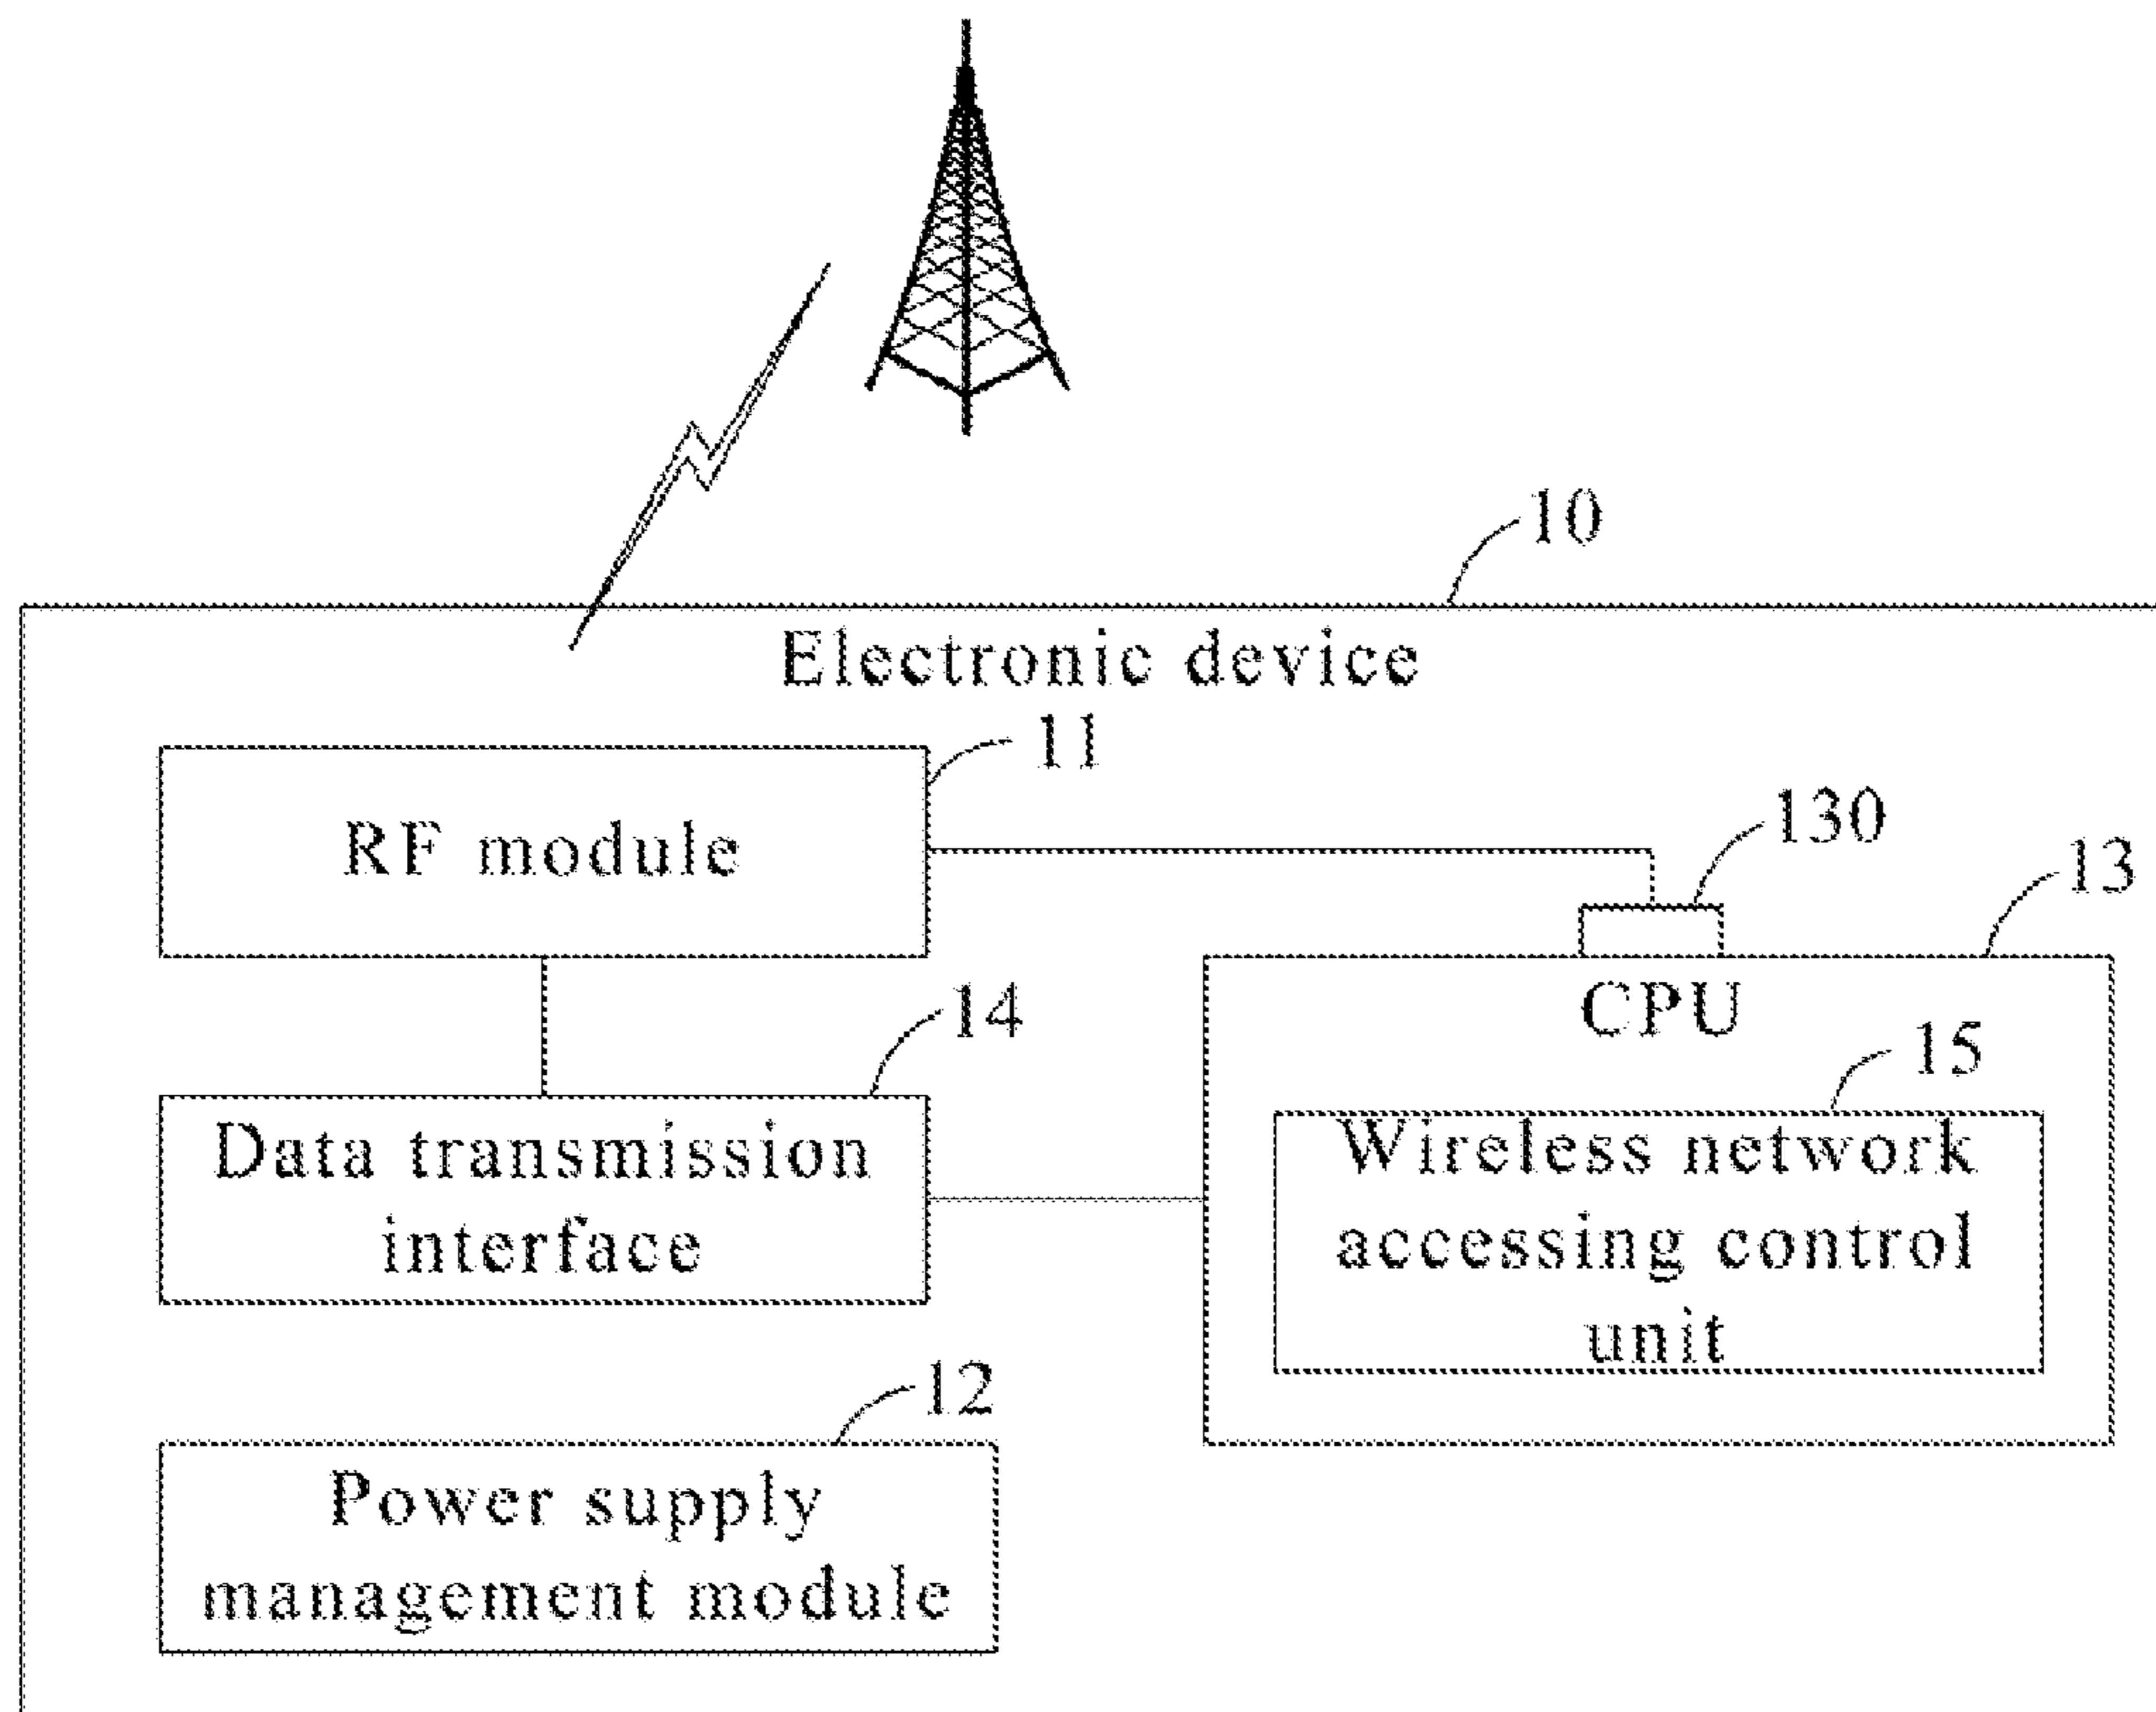 10
Electronic device
11
RF module
130
13
14
CPU
15
Data transmission
interface
Wireless network
accessing control
unit
12
Power supply
management module